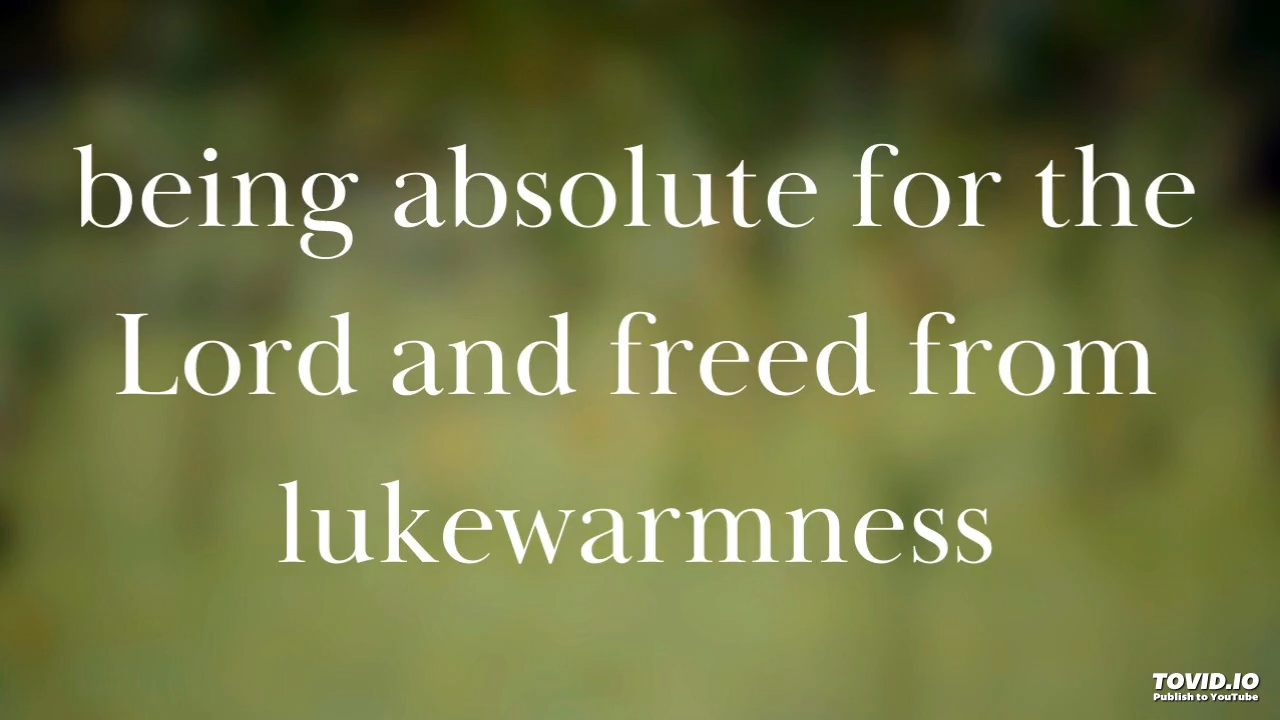 being absolute for the
Lord and freed from
lukewarmness
TOVID.IO
Publish to YouTube